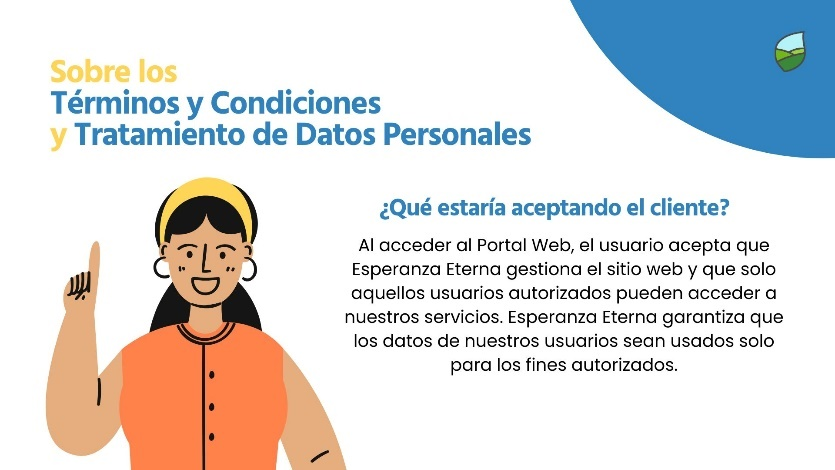 Sobre los
Términos y Condiciones
y Tratamiento de Datos Personales
¿Qué estaría aceptando el cliente?
Al acceder al Portal Web, el usuario acepta que
Esperanza Eterna gestiona el sitio web y que solo
aquellos usuarios autorizados pueden acceder a
nuestros servicios. Esperanza Eterna garantiza que
los datos de nuestros usuarios sean usados solo
para los fines autorizados.